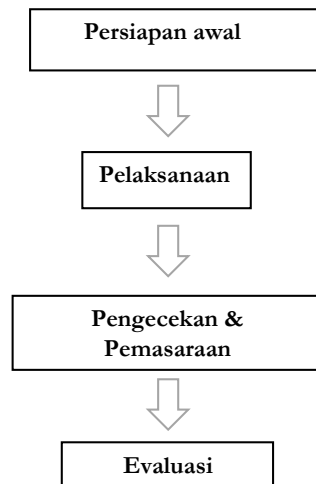 Persiapan awal
Pelaksanaan
Pengecekan &
Pemasaraan
Evaluasi